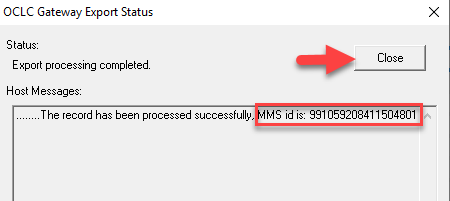 OCLC Gateway Export Status
Status:
Close
Export processing completed.
Host Messages:
........The record has been processed successfully, MMS id is: 991059208411504801